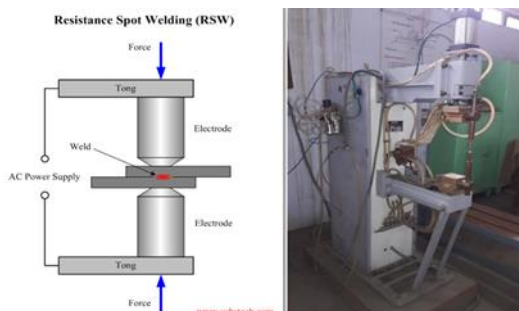 Resistance Spot Welding (RSW)
Force
Tong
Electrode
Weld
AC Power Supply
Electrode
Tong
Force